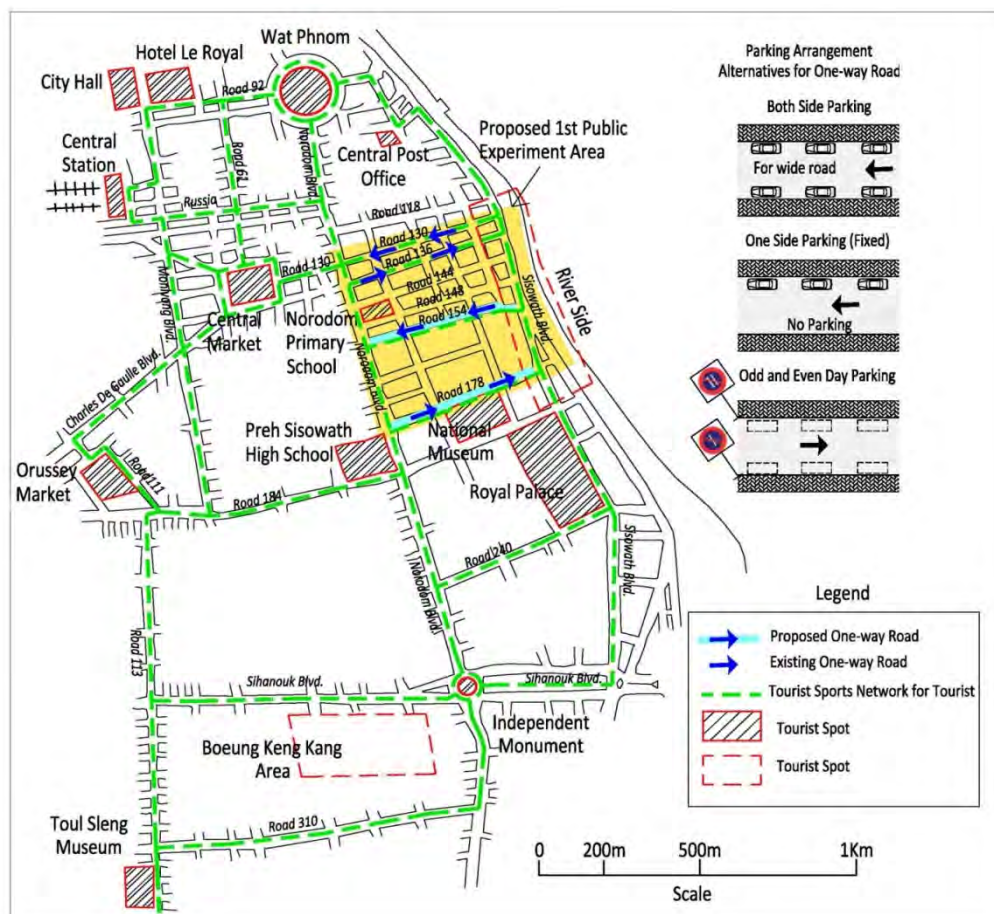 Wat Phnom
Hotel Le Royal
City Hall
Road 92
Central
Station
Road 61
Norodom Blvd.
Central Post
Office
Proposed 1st Public
Experiment Area
Russia
Road 118
Road 130
Road 136
Road 130
Road 144
Road 148
Road 154
Monivang Blvd.
Central
Market
Norodom
Primary
School
Sisowath Blvd.
River Side
Norodom Blvd.
Charles De Gaulle Blvd.
Road 178
Preh Sisowath
High School
National
Museum
Orussey
Market
Road111
Road 184
Royal Palace
Road 240
Sisowath Blvd.
Norodom Blvd.
Road 113
Sihanouk Blvd.
Sihanouk Blvd.
Independent
Monument
Boeung Keng Kang
Area
Toul Sleng
Museum
Road 310
Parking Arrangement
Alternatives for One-way Road
Both Side Parking
For wide road
One Side Parking (Fixed)
No Parking
Odd and Even Day Parking
Legend
Proposed One-way Road
Existing One-way Road
Tourist Sports Network for Tourist
Tourist Spot
Tourist Spot
0 200m 500m 1Km
Scale